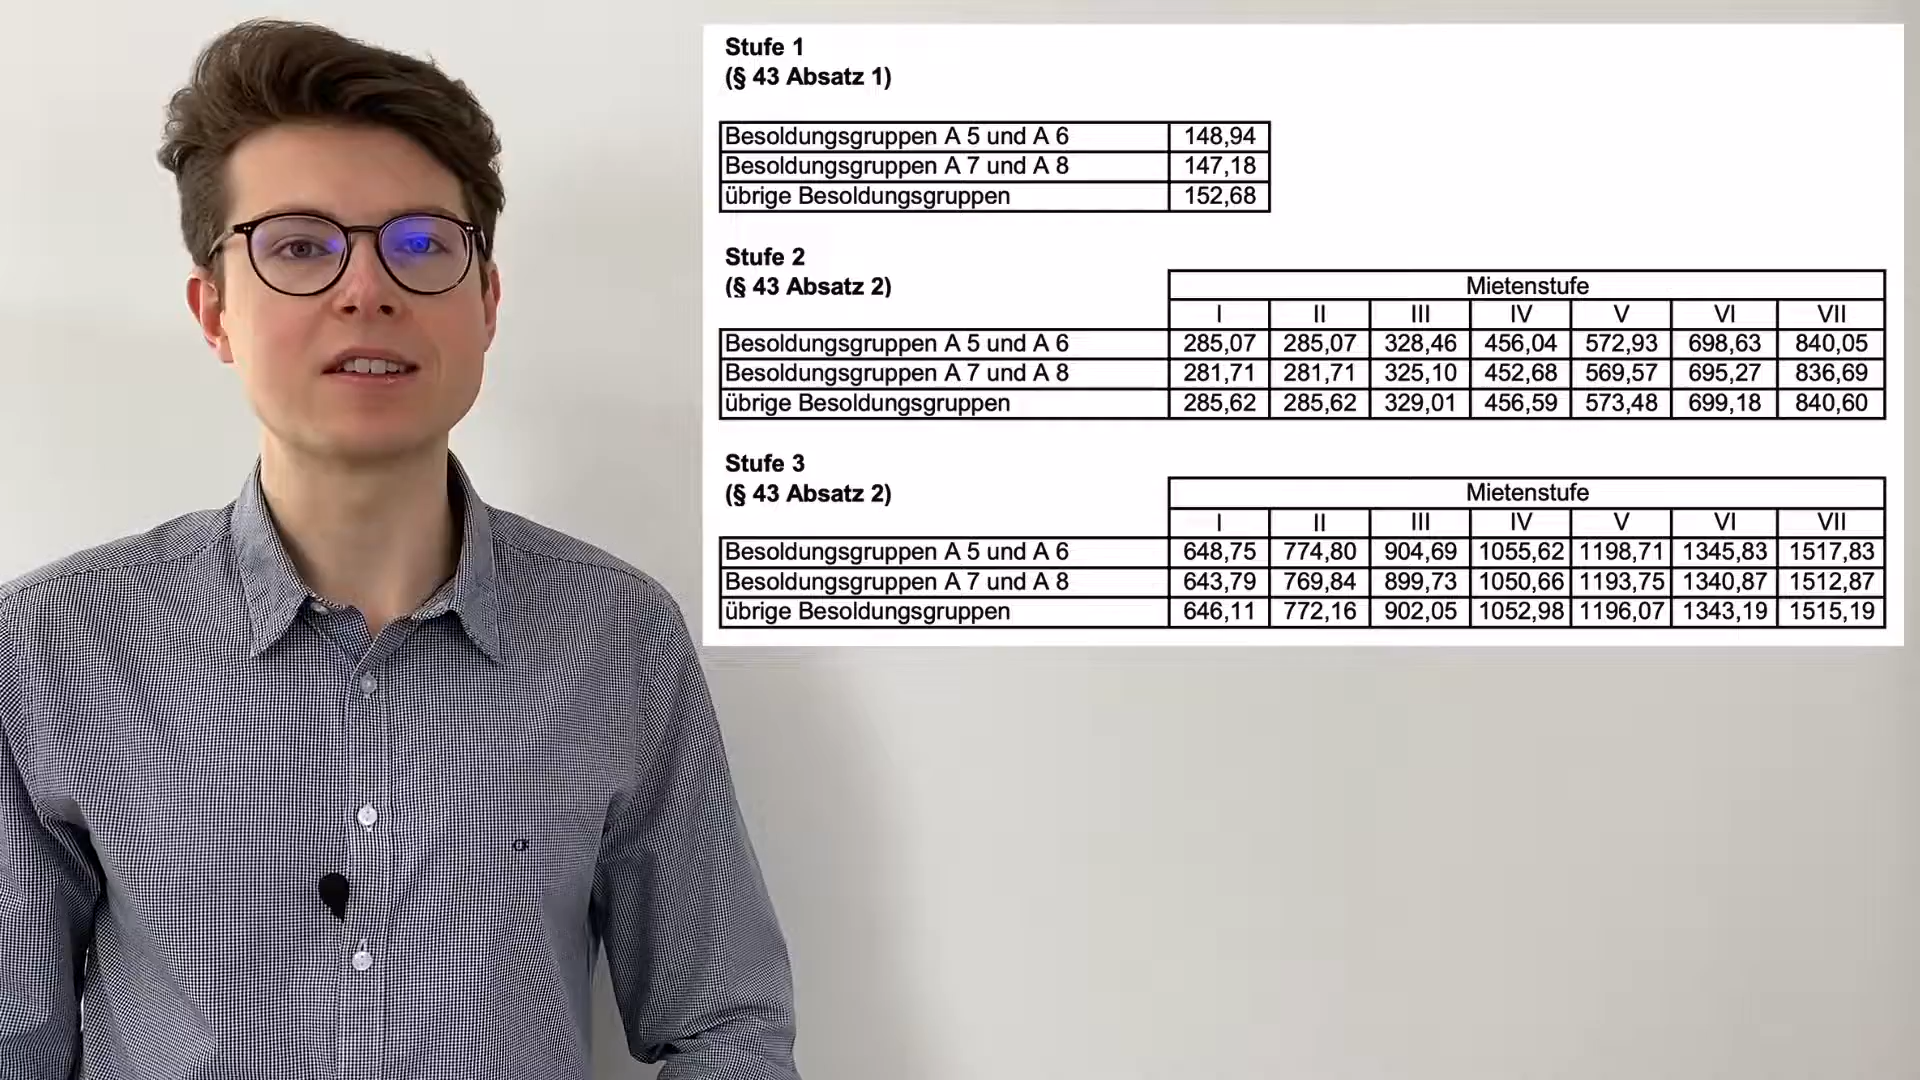 Stufe 1
(§ 43 Absatz 1)
Besoldungsgruppen A 5 und A 6 148,94
Besoldungsgruppen A 7 und A 8 147,18
übrige Besoldungsgruppen 152,68
Stufe 2
(§ 43 Absatz 2)
Mietenstufe
I II III IV V VI VII
Besoldungsgruppen A 5 und A 6 285,07 285,07 328,46 456,04 572,93 698,63 840,05
Besoldungsgruppen A 7 und A 8 281,71 281,71 325,10 452,68 569,57 695,27 836,69
übrige Besoldungsgruppen 285,62 285,62 329,01 456,59 573,48 699,18 840,60
Stufe 3
(§ 43 Absatz 2)
Mietenstufe
I II III IV V VI VII
Besoldungsgruppen A 5 und A 6 648,75 774,80 904,69 1055,62 1198,71 1345,83 1517,83
Besoldungsgruppen A 7 und A 8 643,79 769,84 899,73 1050,66 1193,75 1340,87 1512,87
übrige Besoldungsgruppen 646,11 772,16 902,05 1052,98 1196,07 1343,19 1515,19